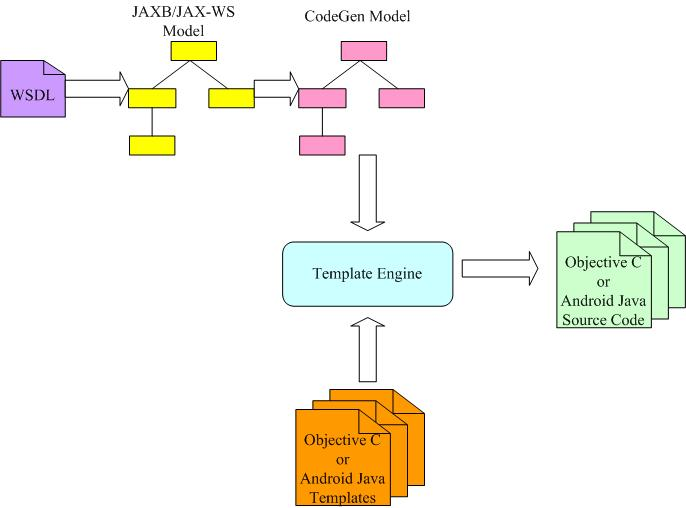 JAXB/JAX-WS
Model
CodeGen Model
WSDL
Template Engine
Objective C
or
Android Java
Source Code
Objective C
or
Android Java
Templates